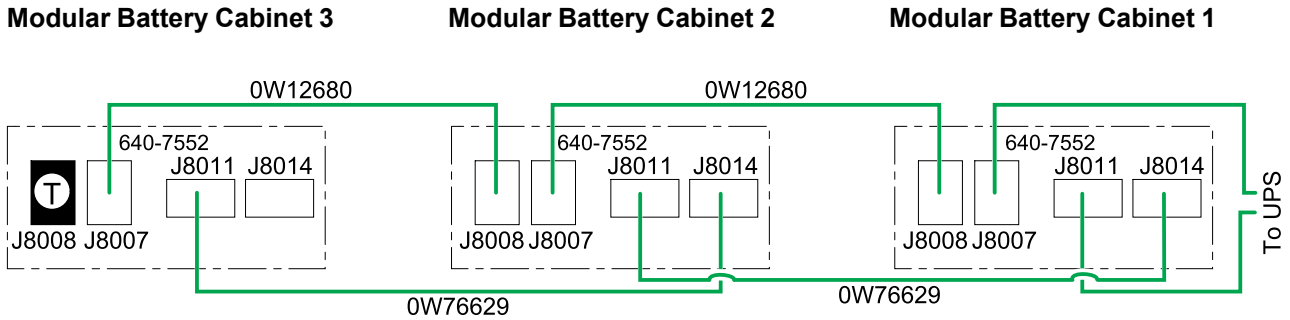 Modular Battery Cabinet 3 Modular Battery Cabinet 2 Modular Battery Cabinet 1
0W12680 0W12680
640-7552 640-7552 640-7552
J8011 J8014 J8011 J8014 J8011 J8014
T
J8008 J8007 J8008 J8007 J8008 J8007
To UPS
0W76629 0W76629